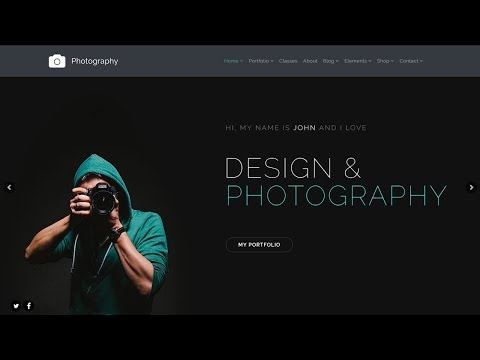 Photography
Home Portfolio Classes About Blog Elements Shop Contact
HI, MY NAME IS JOHN AND I LOVE
DESIGN &
PHOTOGRAPHY
MY PORTFOLIO